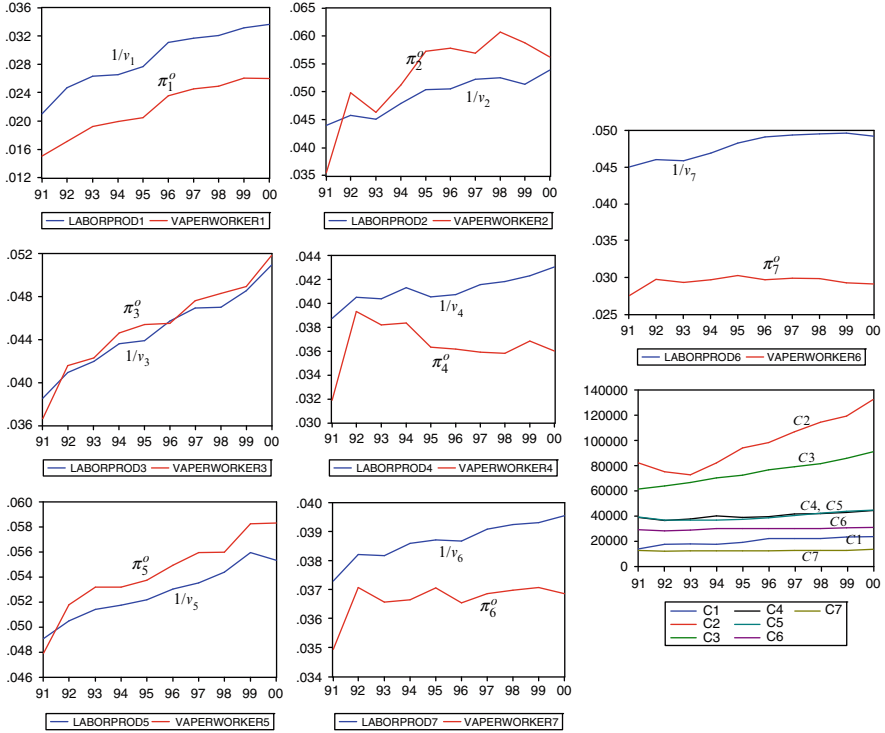 .036
.032
.028
.024
.020
.016
.012
1/v1
π1^o
91 92 93 94 95 96 97 98 99 00
LABORPROD1 VAPERWORKER1
.065
.060
.055
.050
.045
.040
.035
π2^o
1/v2
91 92 93 94 95 96 97 98 99 00
LABORPROD2 VAPERWORKER2
.052
.048
.044
.040
.036
π3^o
1/v3
91 92 93 94 95 96 97 98 99 00
LABORPROD3 VAPERWORKER3
.044
.042
.040
.038
.036
.034
.032
.030
1/v4
π4^o
91 92 93 94 95 96 97 98 99 00
LABORPROD4 VAPERWORKER4
.060
.058
.056
.054
.052
.050
.048
.046
π5^o
1/v5
91 92 93 94 95 96 97 98 99 00
LABORPROD5 VAPERWORKER5
.040
.039
.038
.037
.036
.035
.034
1/v6
π6^o
91 92 93 94 95 96 97 98 99 00
LABORPROD7 VAPERWORKER7
.050
.045
.040
.035
.030
.025
1/v7
π7^o
91 92 93 94 95 96 97 98 99 00
LABORPROD6 VAPERWORKER6
140000
120000
100000
80000
60000
40000
20000
0
C2
C3
C4, C5
C6
C1
C7
91 92 93 94 95 96 97 98 99 00
C1 C4 C7
C2 C5
C3 C6